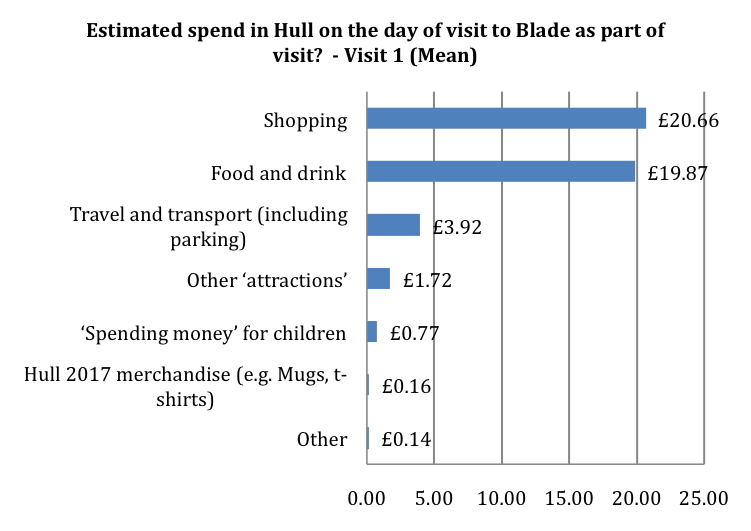 Estimated spend in Hull on the day of visit to Blade as part of
visit?  - Visit 1 (Mean)
Shopping
£20.66
Food and drink
£19.87
Travel and transport (including
parking)
£3.92
Other ‘attractions’
£1.72
‘Spending money’ for children
£0.77
Hull 2017 merchandise (e.g. Mugs, t-
shirts)
£0.16
Other
£0.14
0.00 5.00 10.00 15.00 20.00 25.00